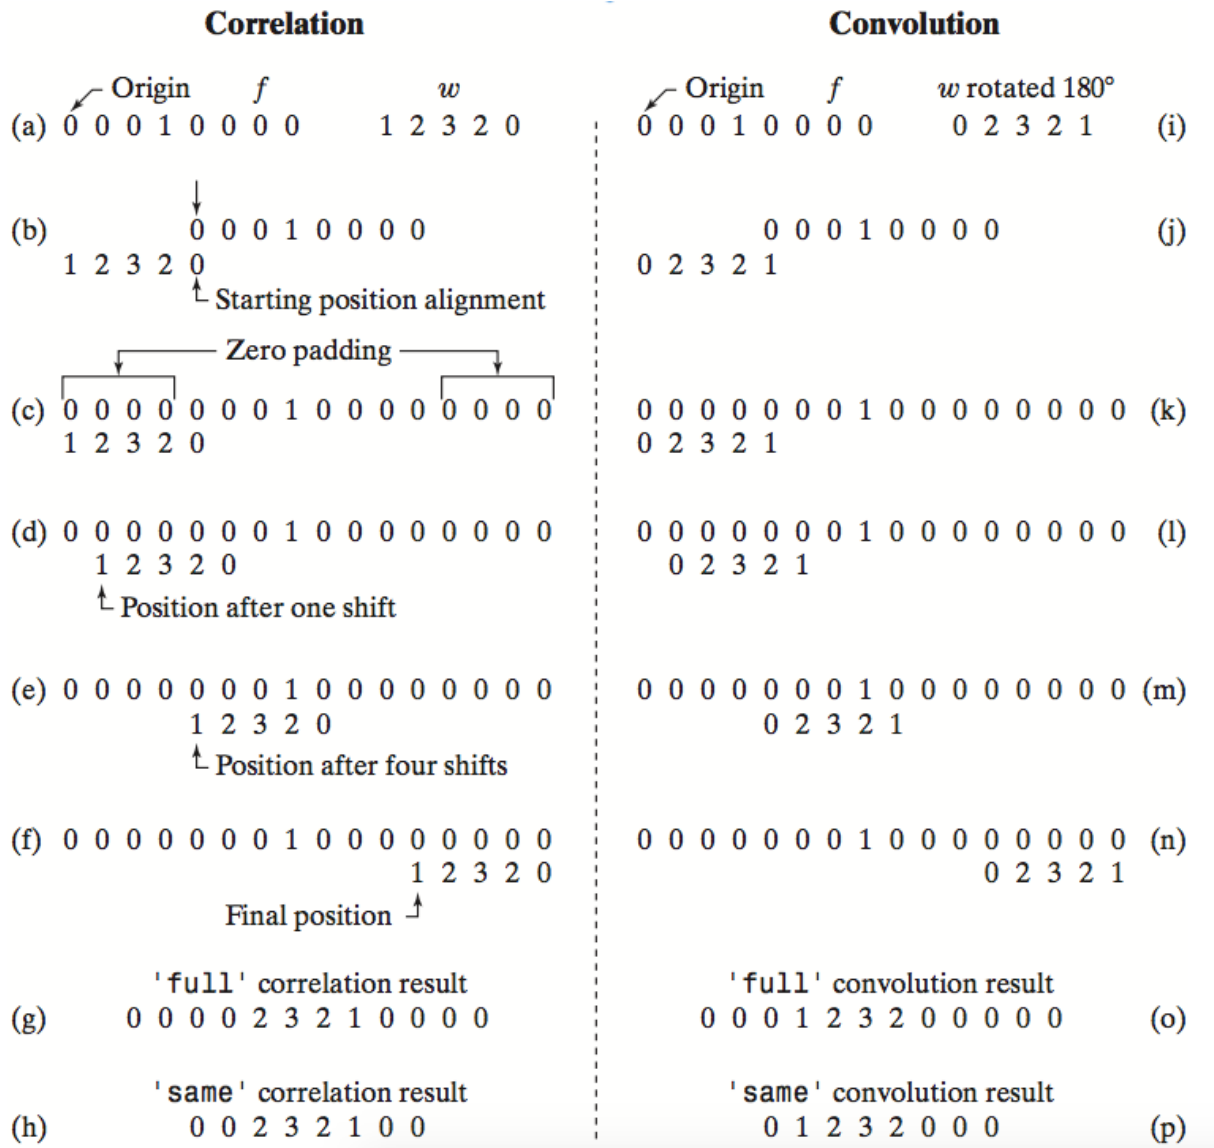 Correlation
Origin f w
(a) 0 0 0 1 0 0 0 0 1 2 3 2 0
(b) 0 0 0 1 0 0 0 0
1 2 3 2 0
Starting position alignment
Zero padding
(c) 0 0 0 0 0 0 0 1 0 0 0 0 0 0 0 0
1 2 3 2 0
(d) 0 0 0 0 0 0 0 1 0 0 0 0 0 0 0 0
1 2 3 2 0
Position after one shift
(e) 0 0 0 0 0 0 0 1 0 0 0 0 0 0 0 0
1 2 3 2 0
Position after four shifts
(f) 0 0 0 0 0 0 0 1 0 0 0 0 0 0 0 0
1 2 3 2 0
Final position
'full' correlation result
(g) 0 0 0 0 2 3 2 1 0 0 0 0
'same' correlation result
(h) 0 0 2 3 2 1 0 0
Convolution
Origin f w rotated 180°
0 0 0 1 0 0 0 0 0 2 3 2 1 (i)
0 0 0 1 0 0 0 0 (j)
0 2 3 2 1
0 0 0 0 0 0 0 1 0 0 0 0 0 0 0 0 (k)
0 2 3 2 1
0 0 0 0 0 0 0 1 0 0 0 0 0 0 0 0 (l)
0 2 3 2 1
0 0 0 0 0 0 0 1 0 0 0 0 0 0 0 0 (m)
0 2 3 2 1
0 0 0 0 0 0 0 1 0 0 0 0 0 0 0 0 (n)
0 2 3 2 1
'full' convolution result
0 0 0 1 2 3 2 0 0 0 0 0 (o)
'same' convolution result
0 1 2 3 2 0 0 0 (p)